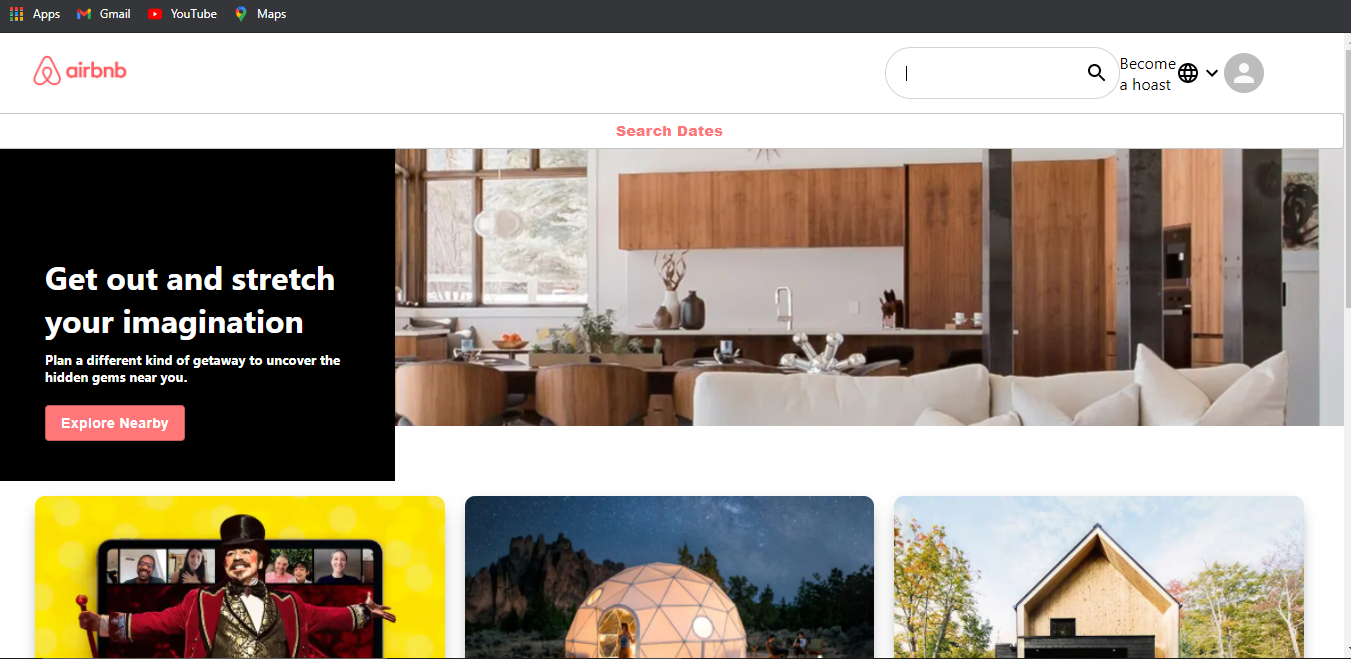 Apps Gmail YouTube Maps
airbnb
Become
a hoast
Search Dates
Get out and stretch
your imagination
Plan a different kind of getaway to uncover the
hidden gems near you.
Explore Nearby